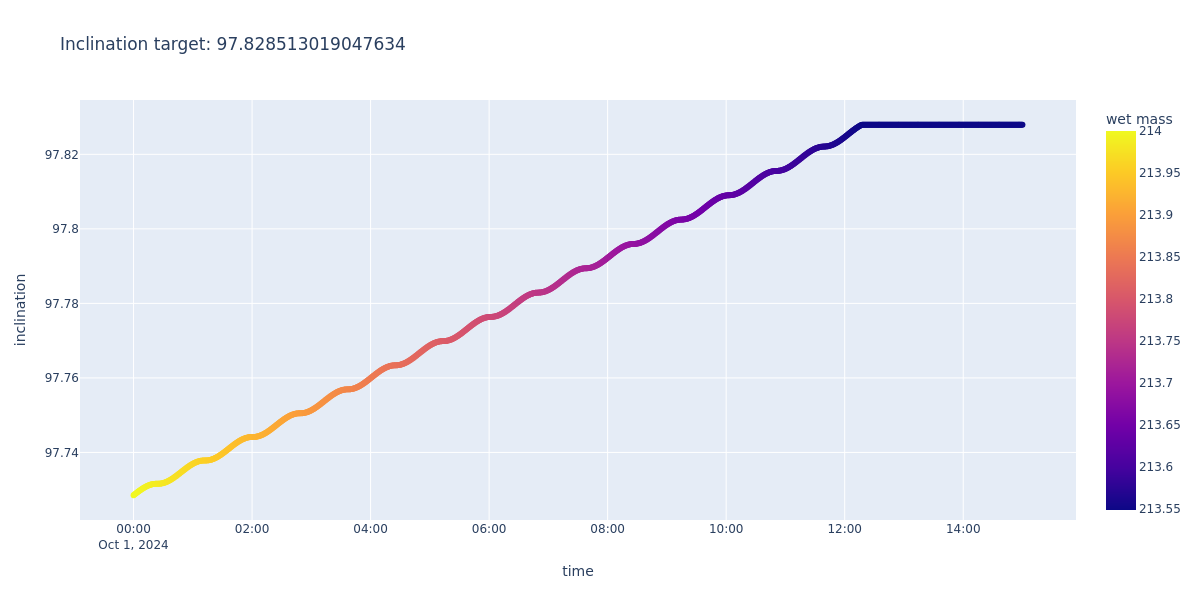 Inclination target: 97.828513019047634
wet mass
214
213.95
213.9
213.85
213.8
213.75
213.7
213.65
213.6
213.55
97.82
97.8
97.78
97.76
97.74
inclination
00:00 02:00 04:00 06:00 08:00 10:00 12:00 14:00
Oct 1, 2024
time